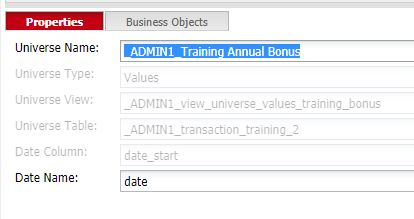 Properties Business Objects
Universe Name: _ADMIN1_Training Annual Bonus
Universe Type: Values
Universe View: _ADMIN1_view_universe_values_training_bonus
Universe Table: _ADMIN1_transaction_training_2
Date Column: date_start
Date Name: date